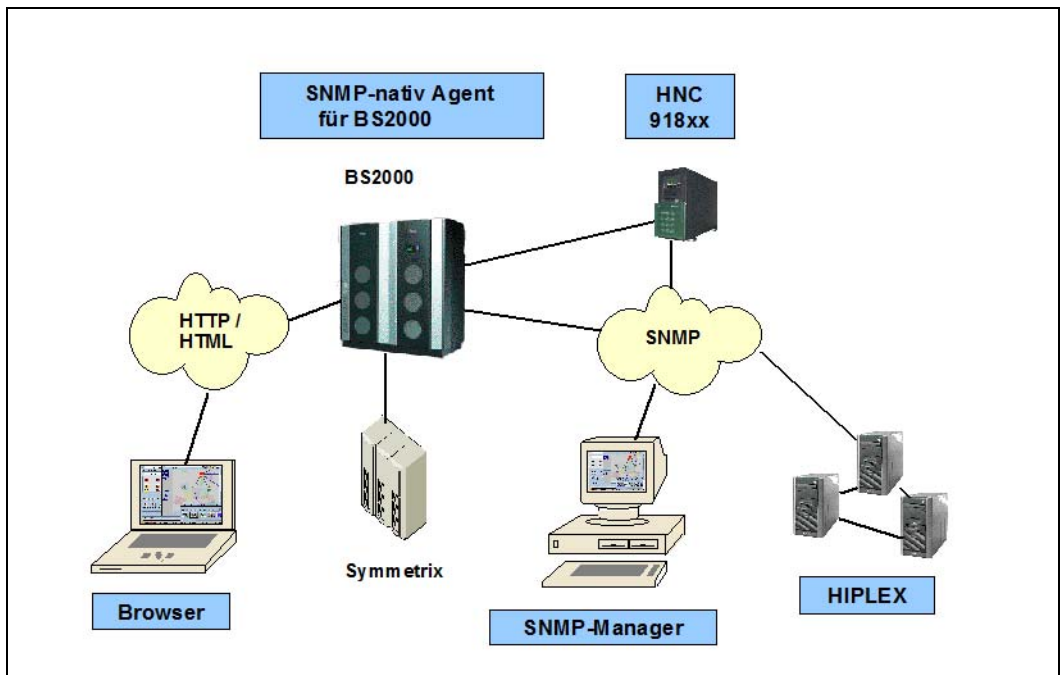 SNMP-nativ Agent
für BS2000
HNC
918xx
BS2000
HTTP /
HTML
SNMP
Symmetrix
Browser
SNMP-Manager
HIPLEX